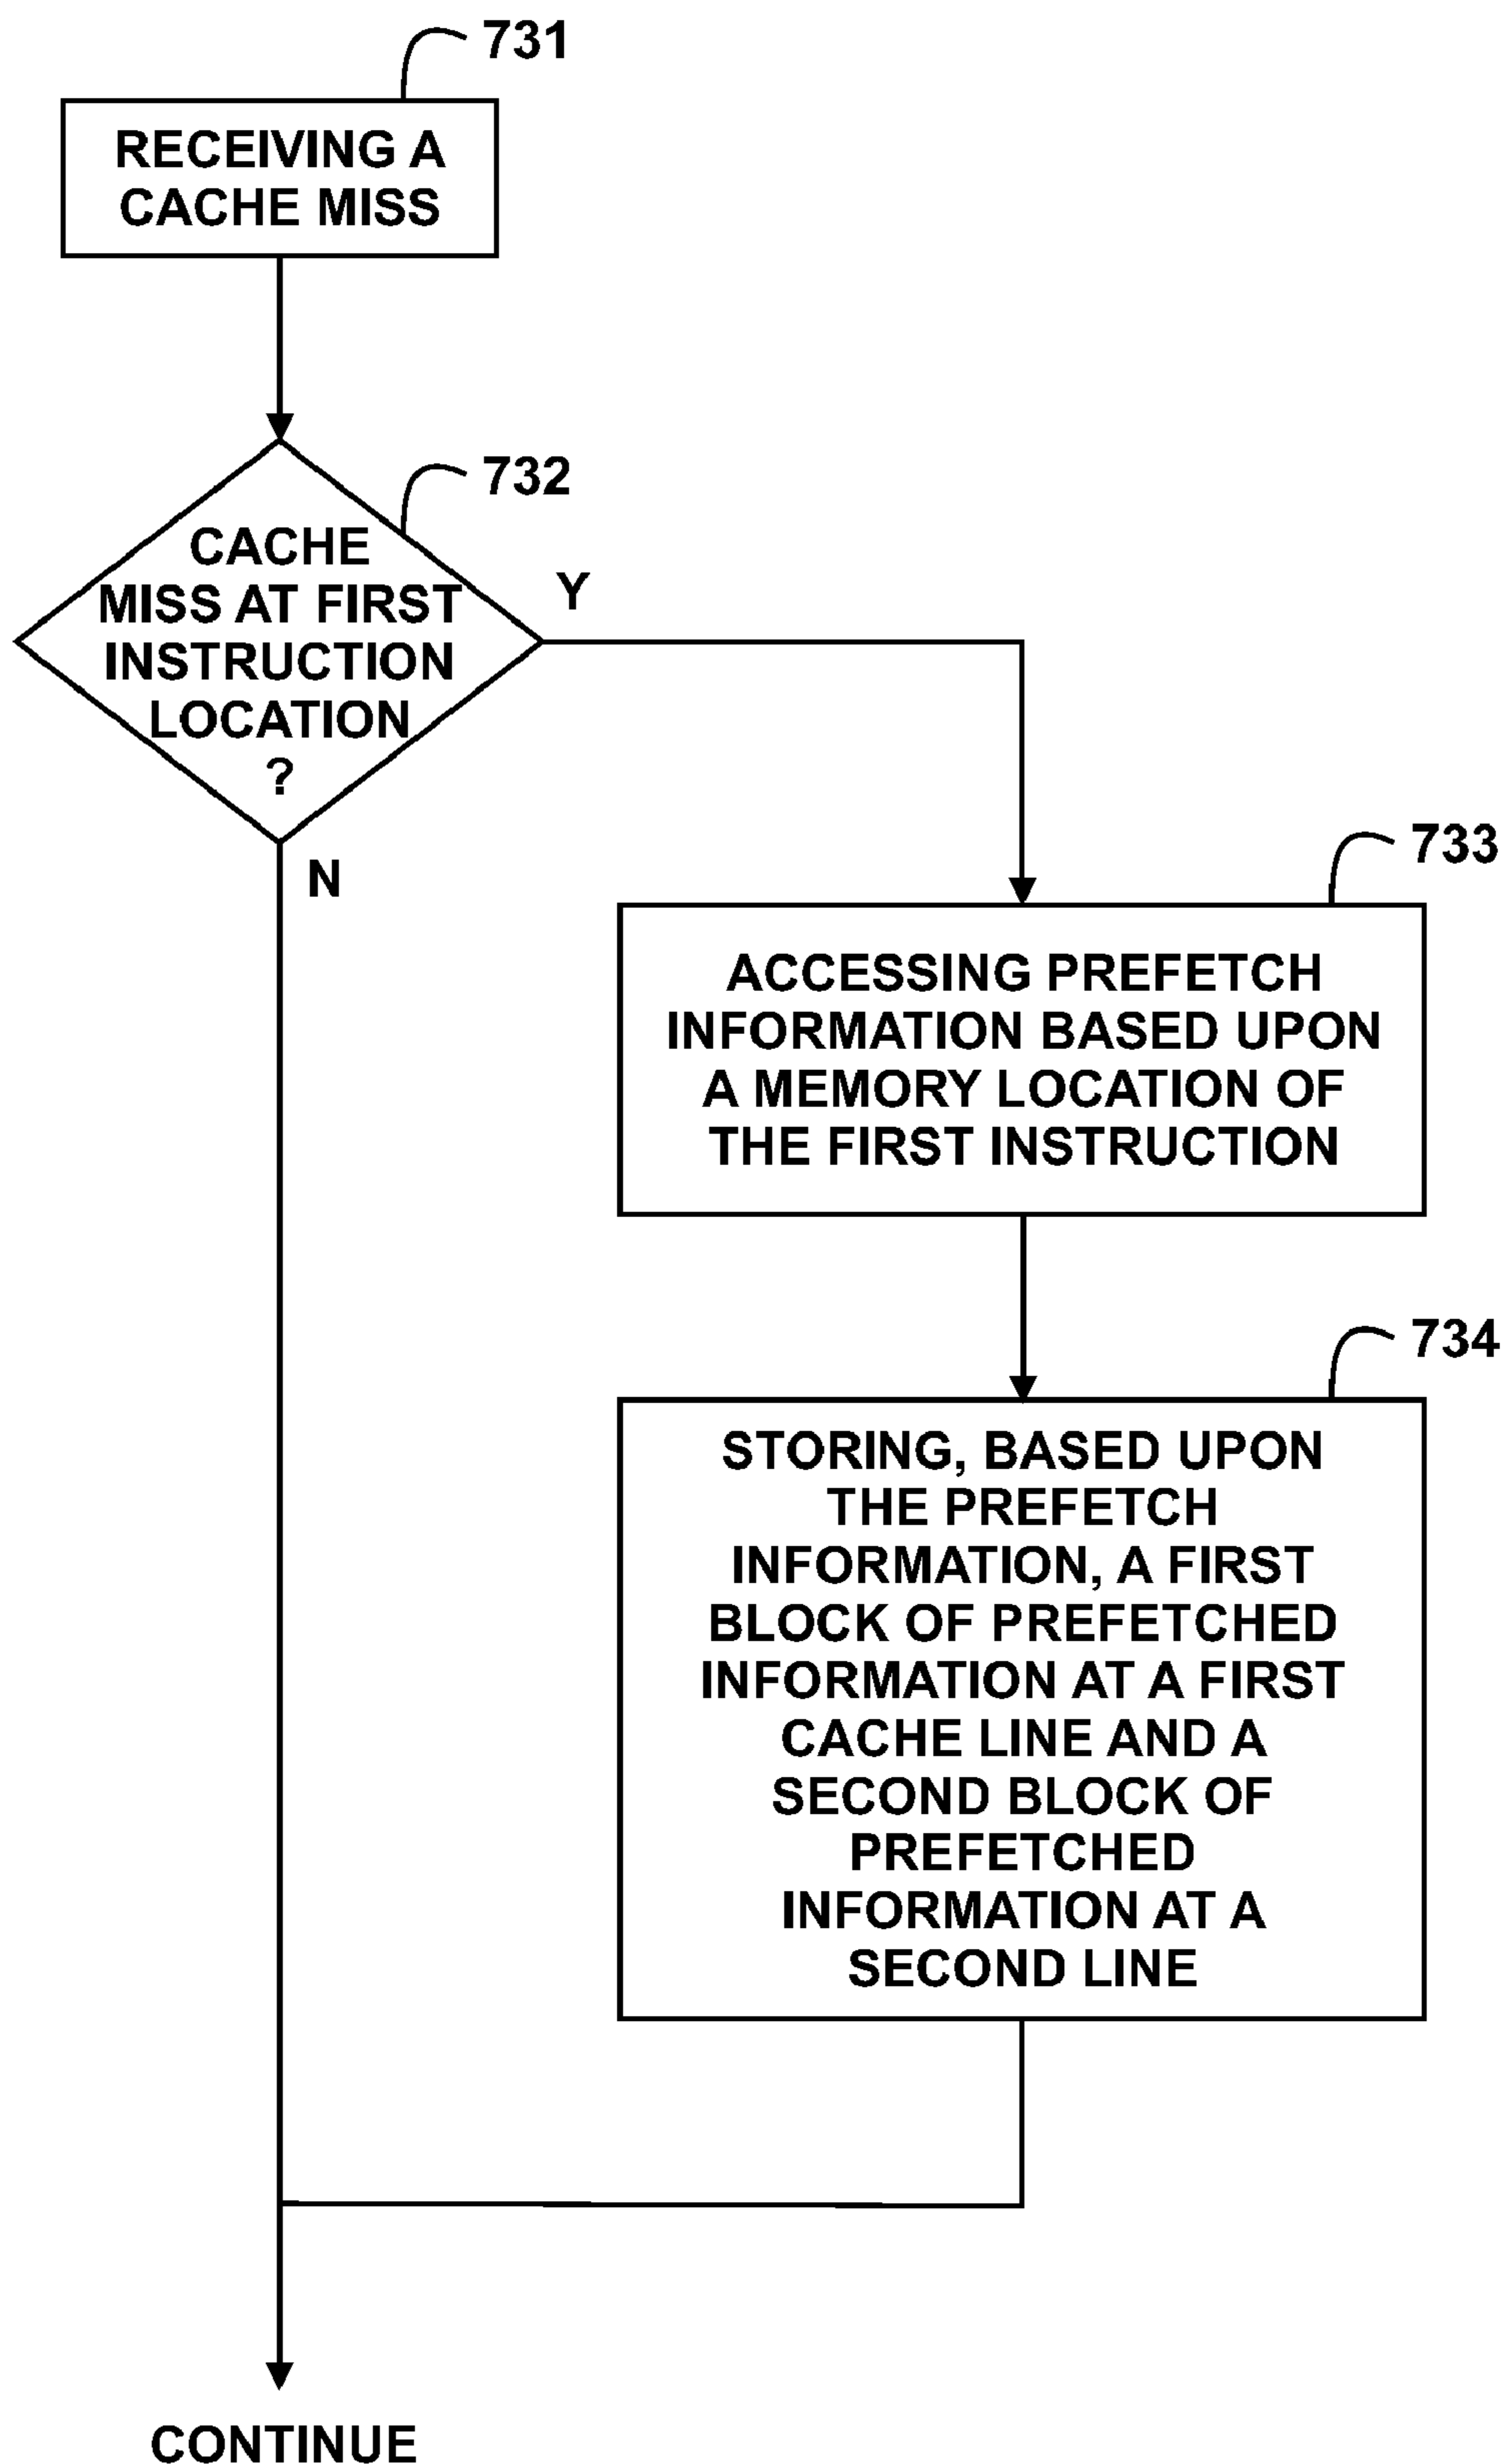 731
RECEIVING A
CACHE MISS
732
CACHE
MISS AT FIRST
INSTRUCTION
LOCATION
?
Y
N
733
ACCESSING PREFETCH
INFORMATION BASED UPON
A MEMORY LOCATION OF
THE FIRST INSTRUCTION
734
STORING, BASED UPON
THE PREFETCH
INFORMATION, A FIRST
BLOCK OF PREFETCHED
INFORMATION AT A FIRST
CACHE LINE AND A
SECOND BLOCK OF
PREFETCHED
INFORMATION AT A
SECOND LINE
CONTINUE